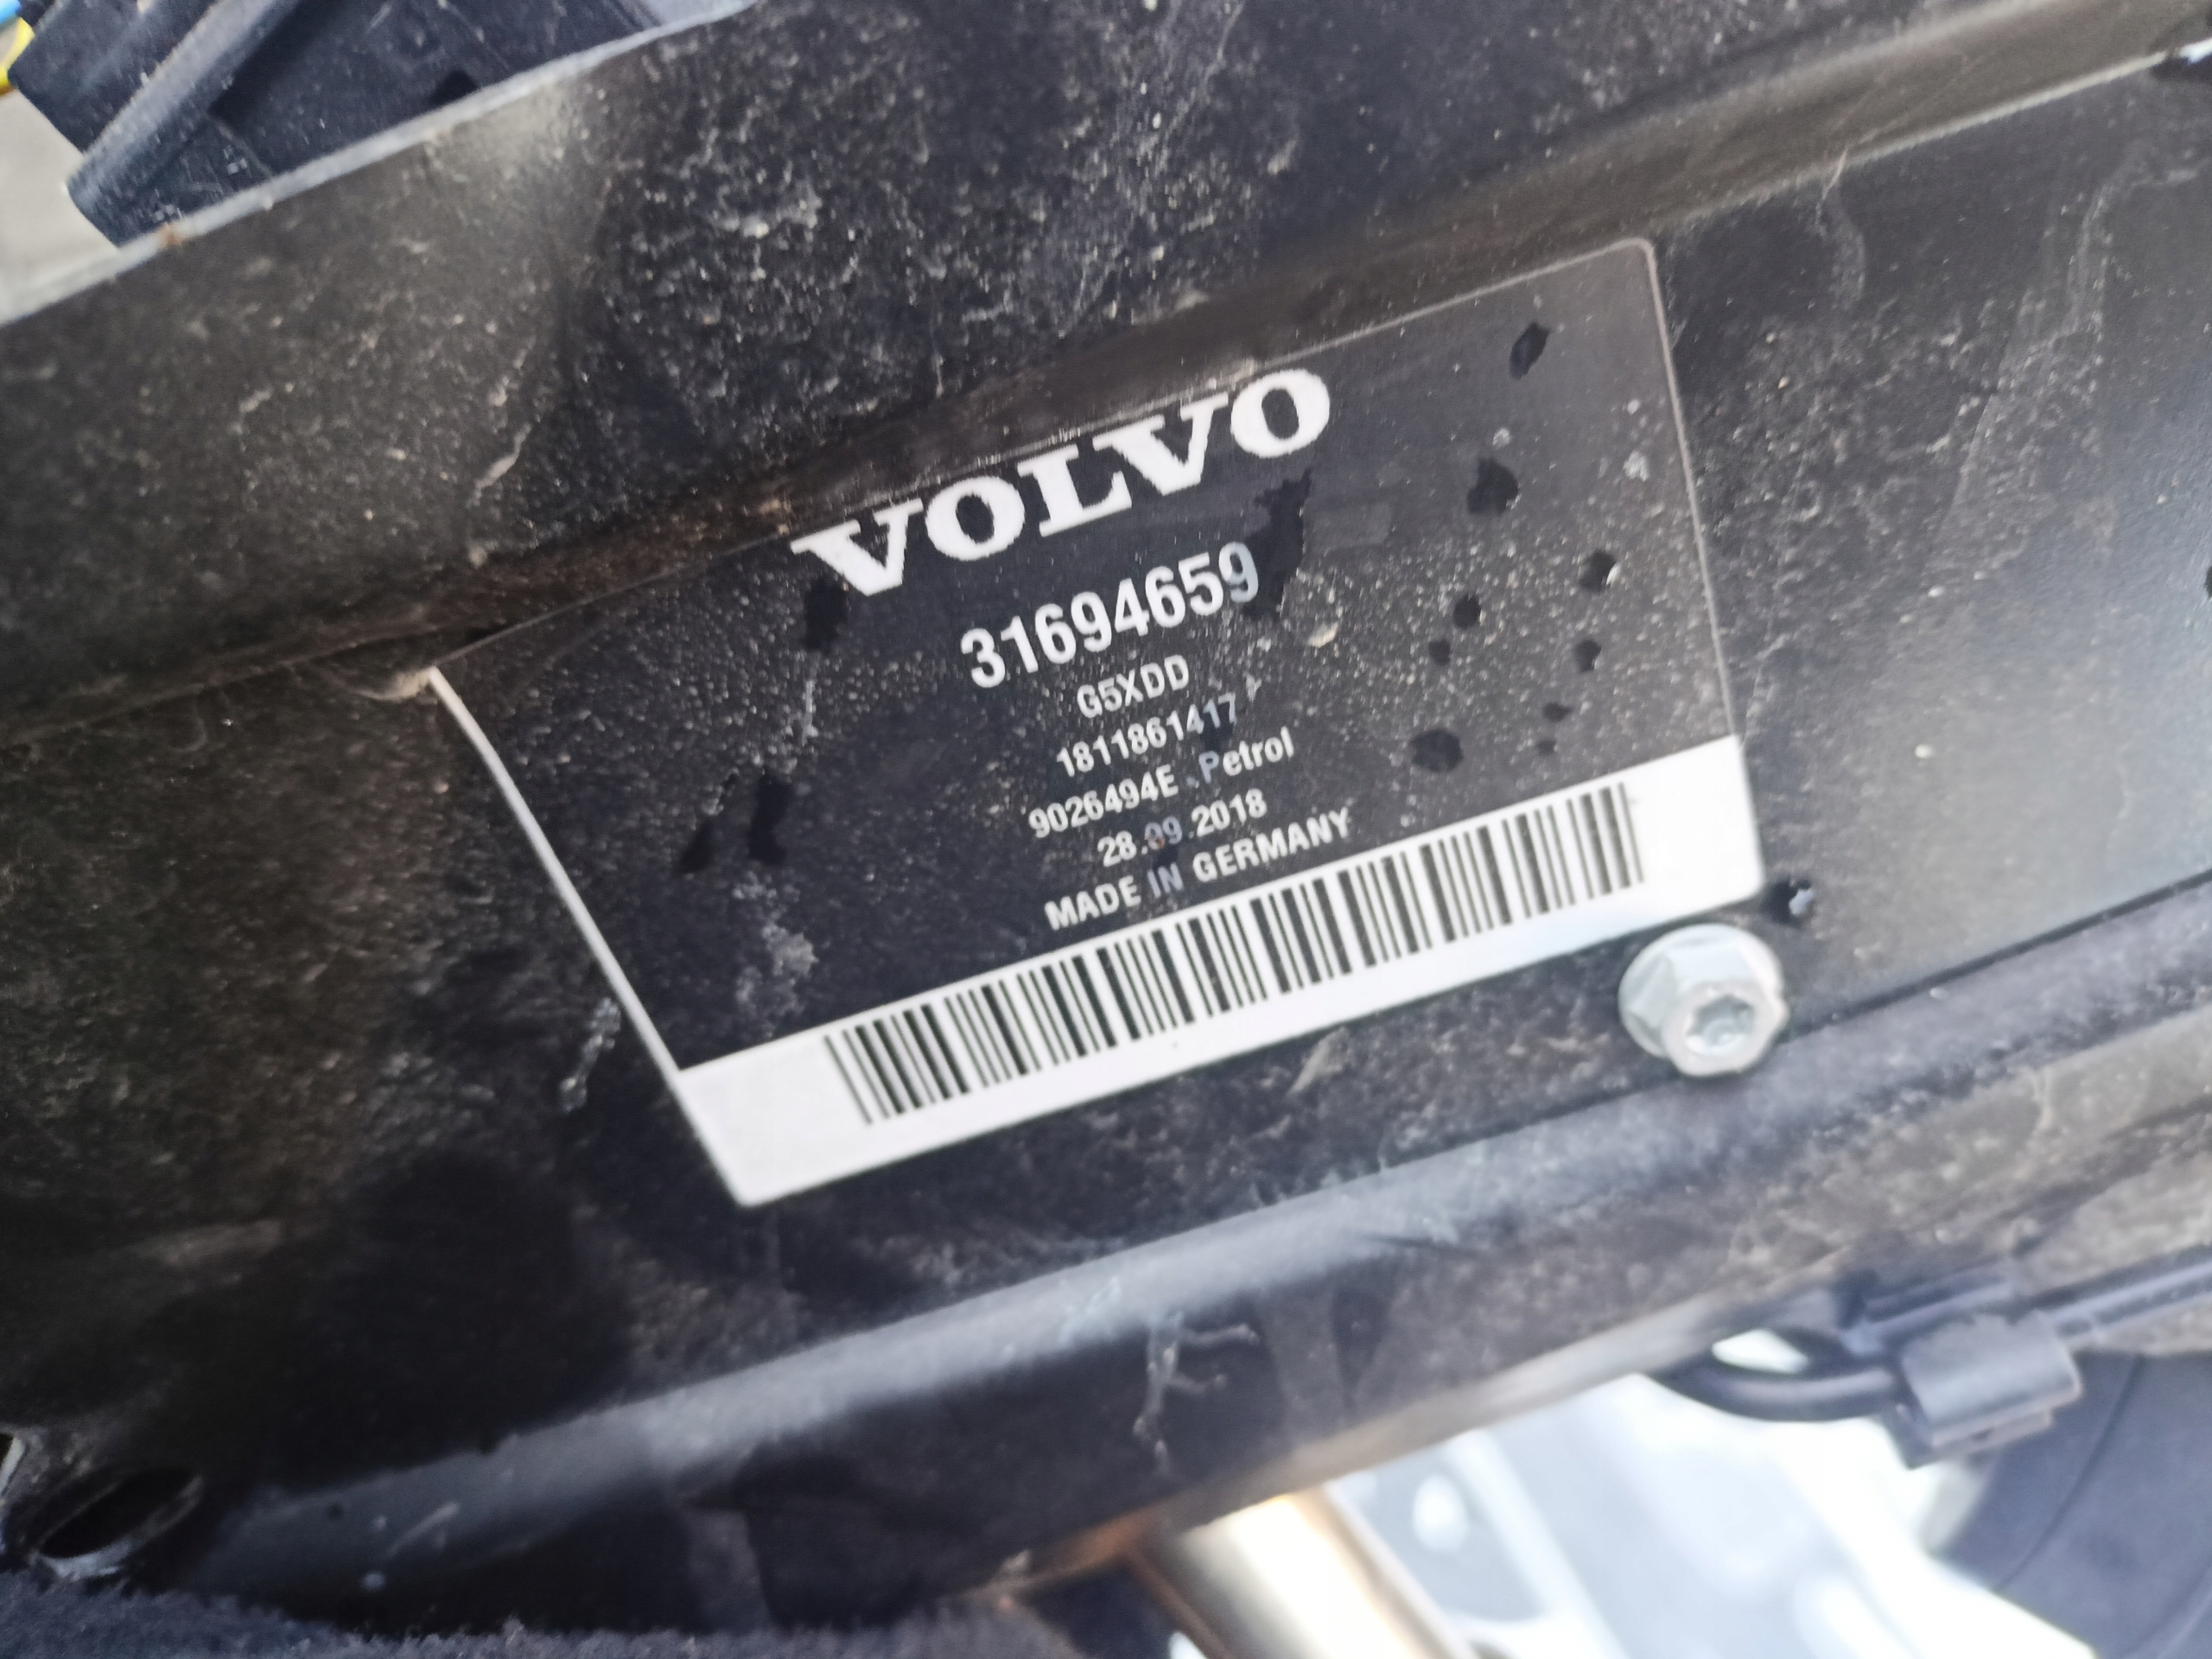 VOLVO
31694659
G5XDD
1811861417
9026494E Petrol
28.09.2018
MADE IN GERMANY